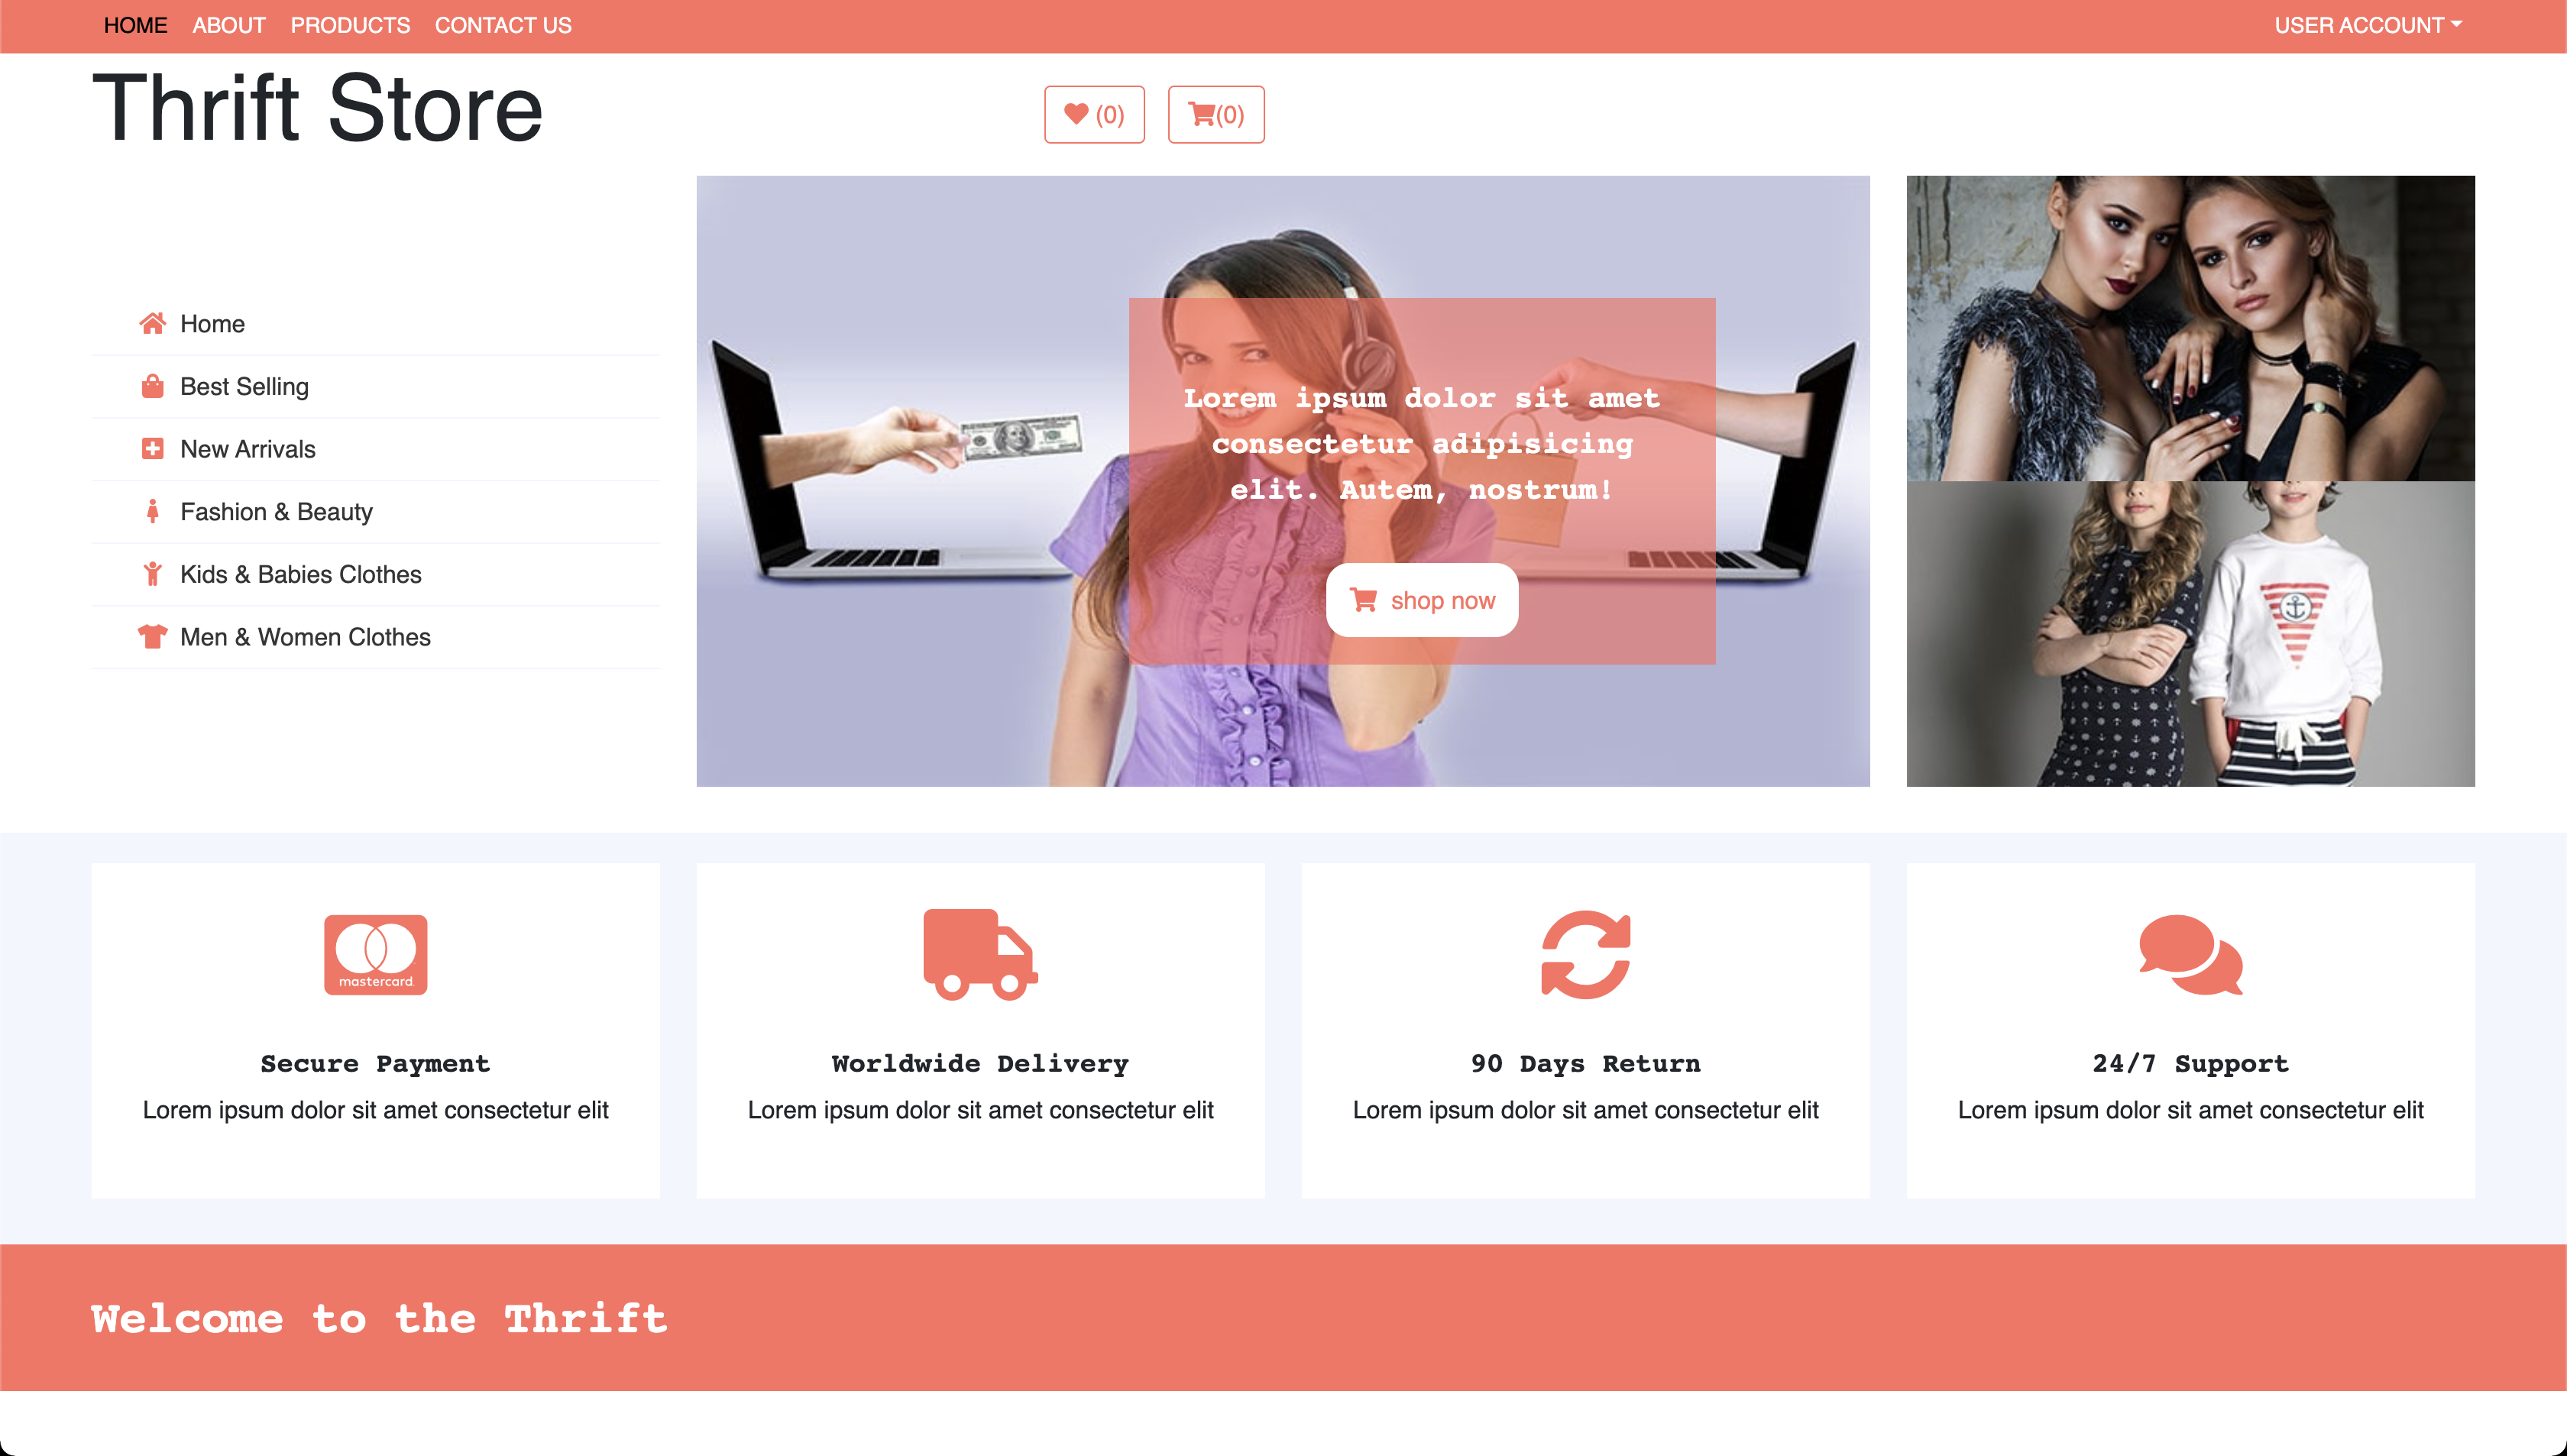 HOME ABOUT PRODUCTS CONTACT US USER ACCOUNT
Thrift Store
(0) (0)
Home
Best Selling
New Arrivals
Fashion & Beauty
Kids & Babies Clothes
Men & Women Clothes
Lorem ipsum dolor sit amet
consectetur adipisicing
elit. Autem, nostrum!
shop now
mastercard
Secure Payment
Lorem ipsum dolor sit amet consectetur elit
Worldwide Delivery
Lorem ipsum dolor sit amet consectetur elit
90 Days Return
Lorem ipsum dolor sit amet consectetur elit
24/7 Support
Lorem ipsum dolor sit amet consectetur elit
Welcome to the Thrift